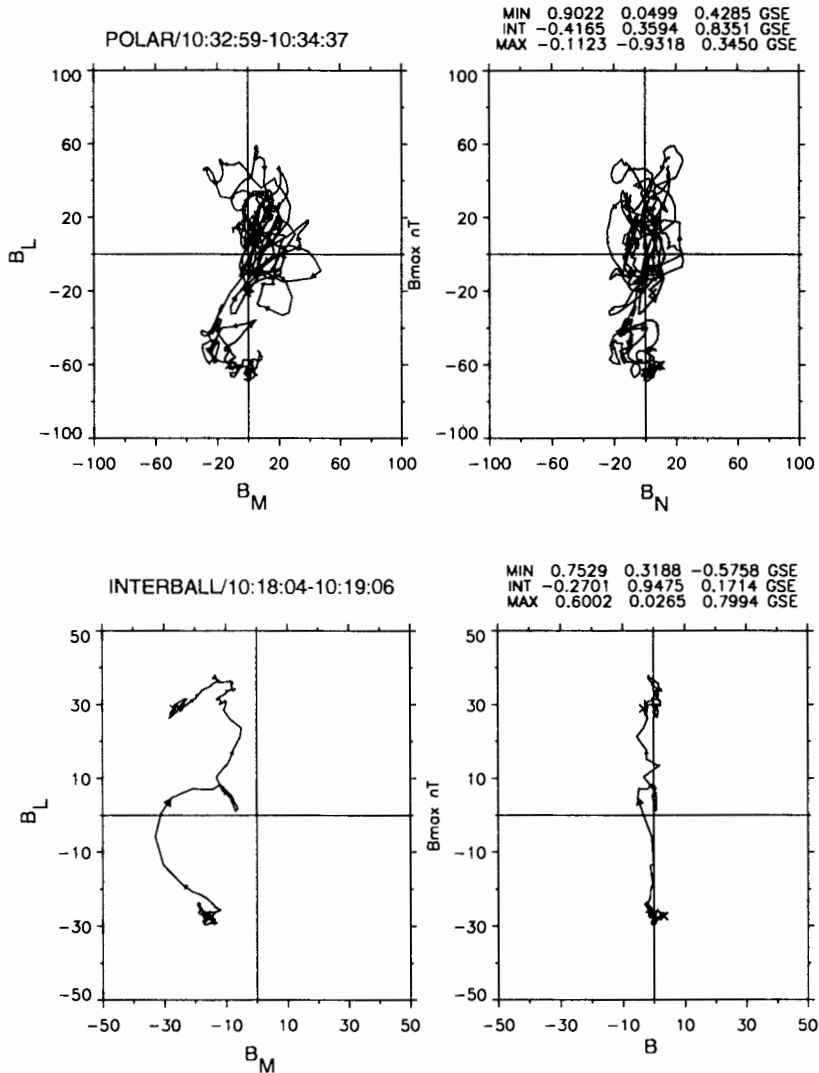 POLAR/10:32:59-10:34:37
MIN 0.9022 0.0499 0.4285 GSE
INT -0.4165 0.3594 0.8351 GSE
MAX -0.1123 -0.9318 0.3450 GSE
100
60
20
-20
-60
-100
-100 -60 -20 20 60 100
B_L
B_M
100
60
20
-20
-60
-100
-100 -60 -20 20 60 100
Bmax nT
B_N
INTERBALL/10:18:04-10:19:06
MIN 0.7529 0.3188 -0.5758 GSE
INT -0.2701 0.9475 0.1714 GSE
MAX 0.6002 0.0265 0.7994 GSE
50
30
10
-10
-30
-50
-50 -30 -10 10 30 50
B_L
B_M
50
30
10
-10
-30
-50
-50 -30 -10 10 30 50
Bmax nT
B